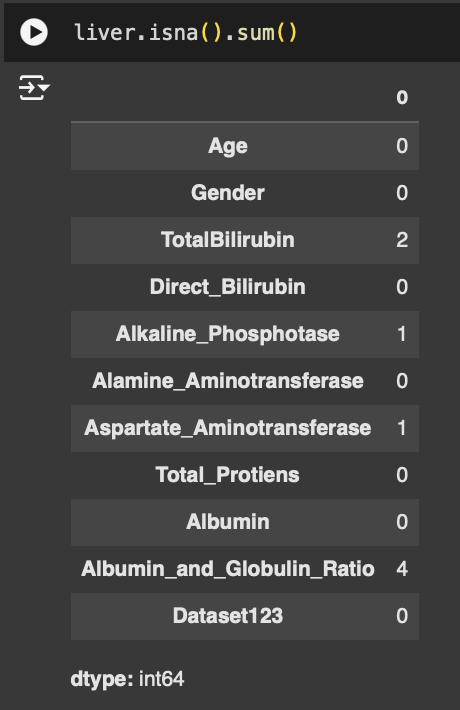 liver.isna().sum()
0
Age 0
Gender 0
TotalBilirubin 2
Direct_Bilirubin 0
Alkaline_Phosphotase 1
Alamine_Aminotransferase 0
Aspartate_Aminotransferase 1
Total_Protiens 0
Albumin 0
Albumin_and_Globulin_Ratio 4
Dataset123 0
dtype: int64